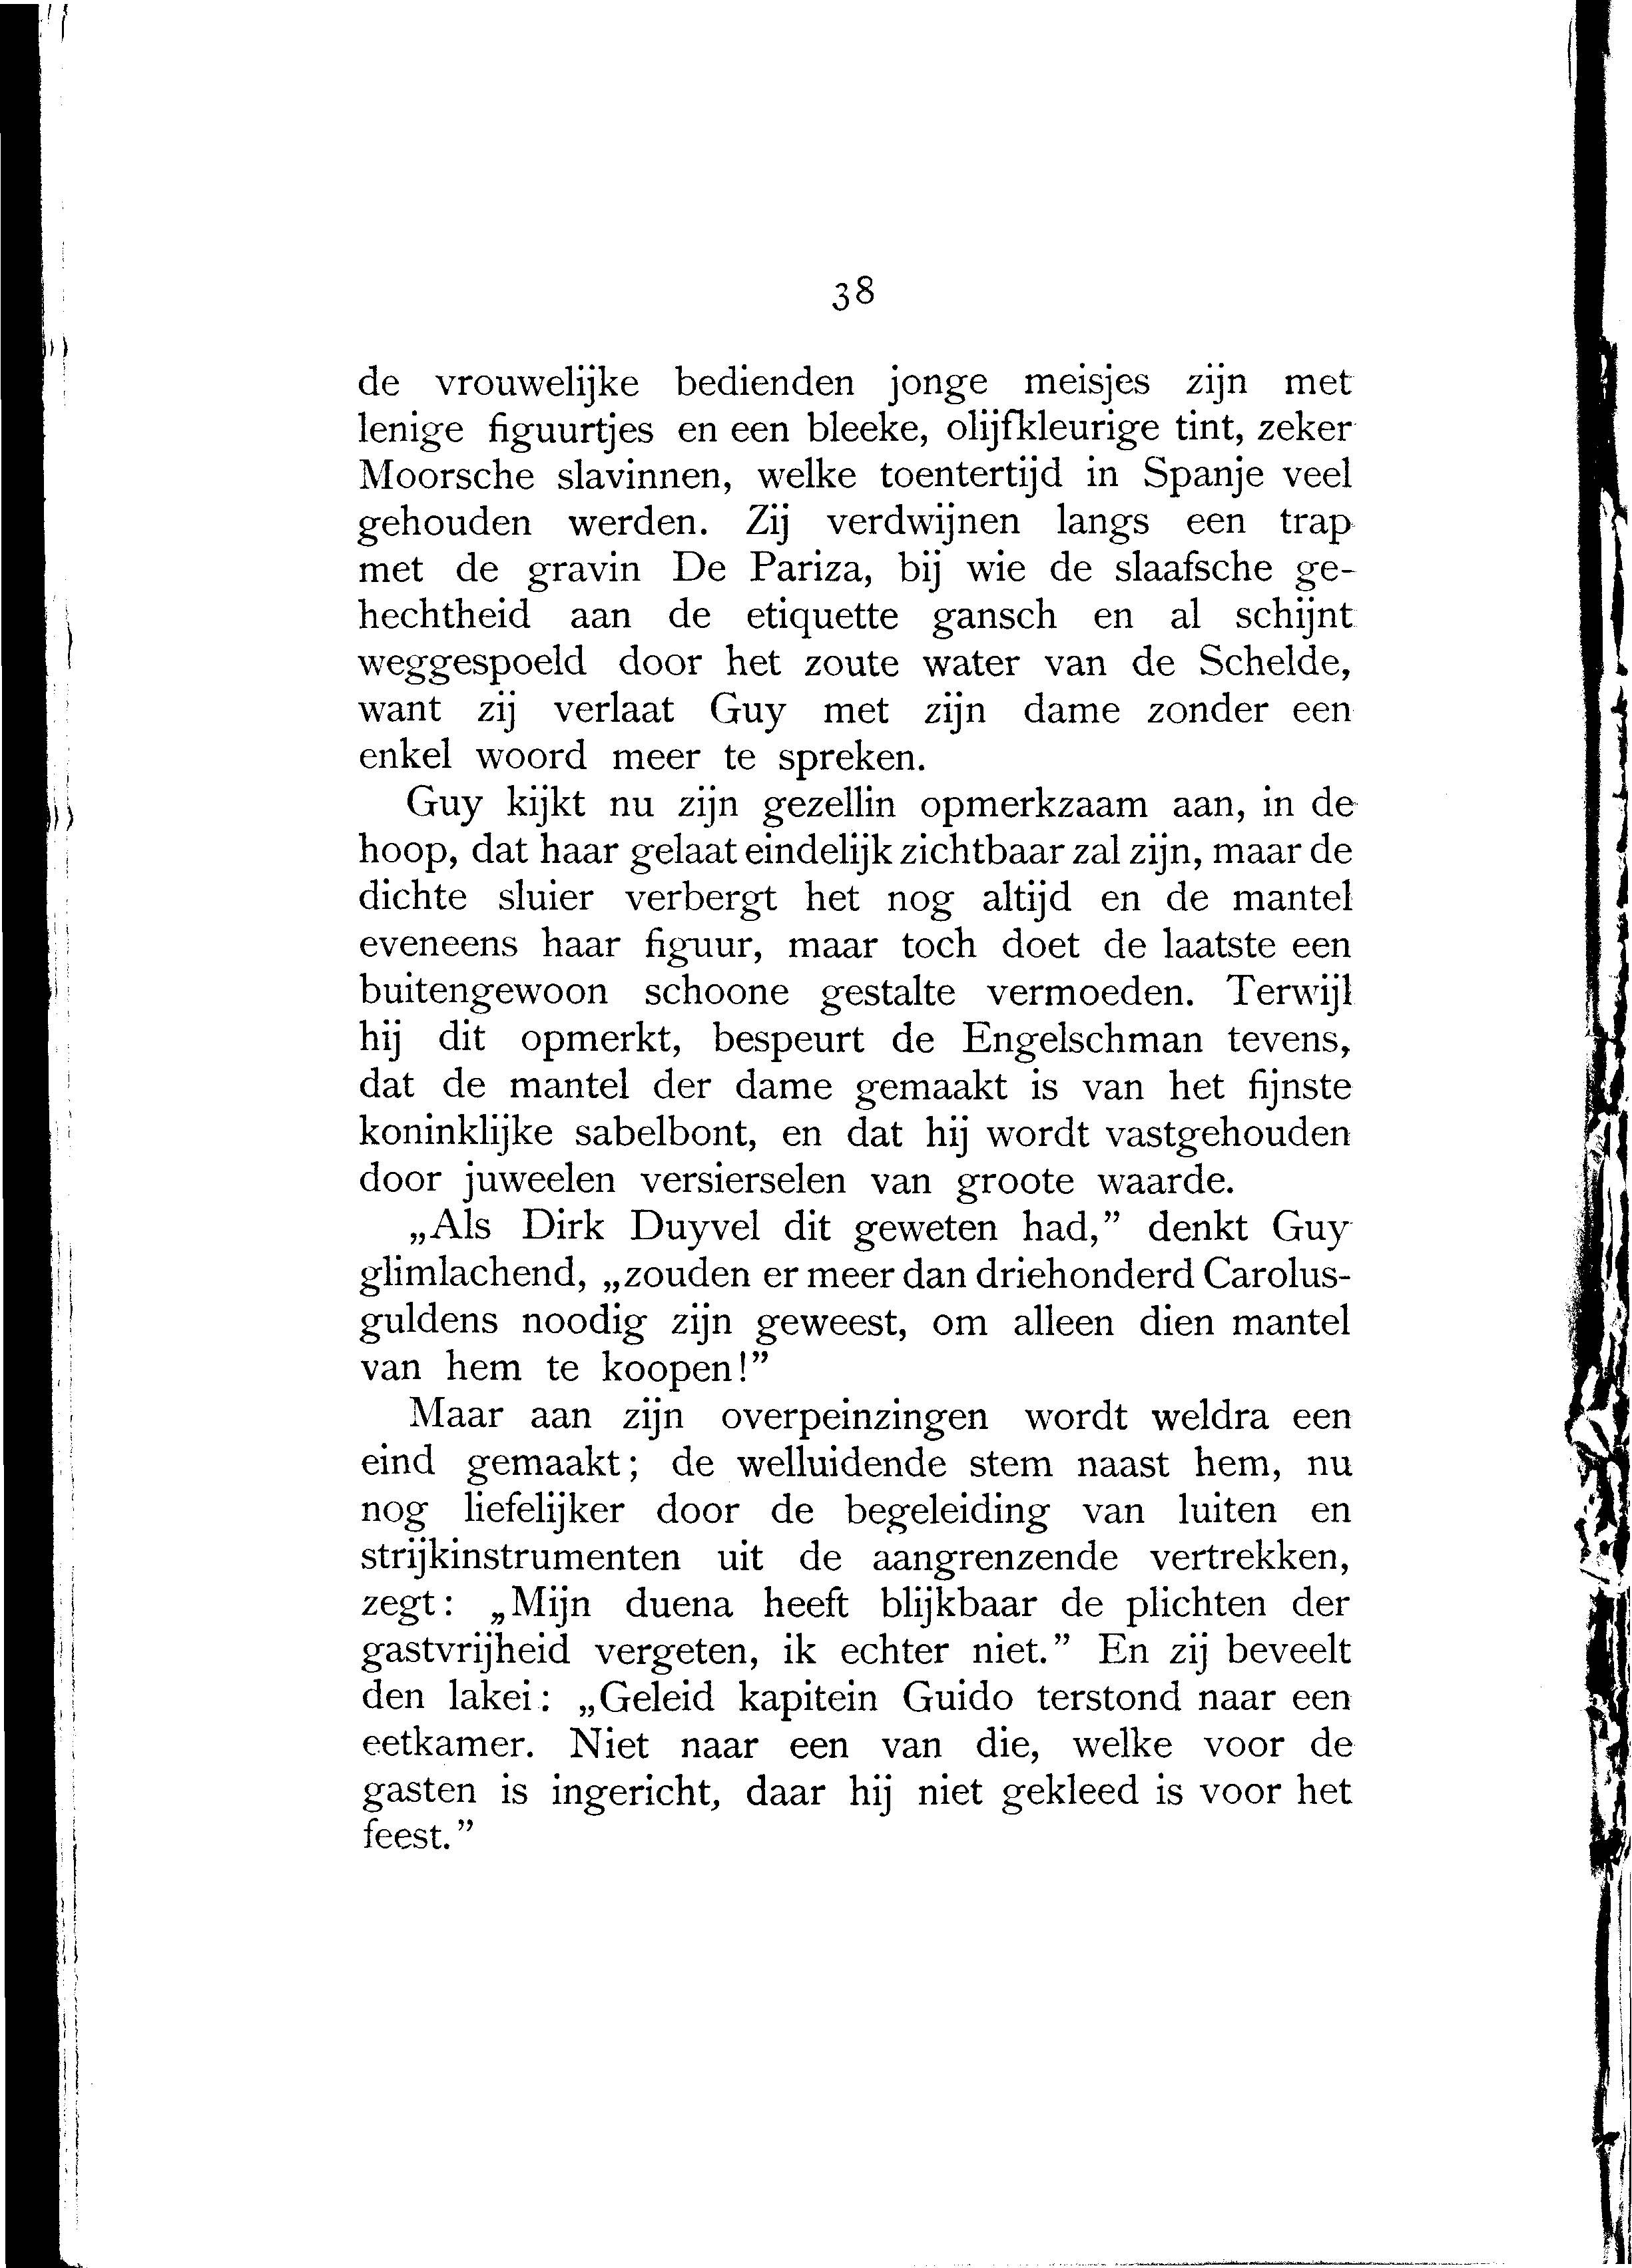 38
de vrouwelijke bedienden jonge meisjes zijn met
lenige figuurtjes en een bleeke, olijfkleurige tint, zeker
Moorsche slavinnen, welke toentertijd in Spanje veel
gehouden werden. Zij verdwijnen langs een trap
met de gravin De Pariza, bij wie de slaafsche ge-
hechtheid aan de etiquette gansch en al schijnt
weggespoeld door het zoute water van de Schelde,
want zij verlaat Guy met zijn dame zonder een
enkel woord meer te spreken.
Guy kijkt nu zijn gezellin opmerkzaam aan, in de
hoop, dat haar gelaat eindelijk zichtbaar zal zijn, maar de
dichte sluier verbergt het nog altijd en de mantel
eveneens haar figuur, maar toch doet de laatste een
buitengewoon schoone gestalte vermoeden. Terwijl
hij dit opmerkt, bespeurt de Engelschman tevens,
dat de mantel der dame gemaakt is van het fijnste
koninklijke sabelbont, en dat hij wordt vastgehouden
door juweelen versierselen van groote waarde.
„Als Dirk Duyvel dit geweten had,” denkt Guy
glimlachend, „zouden er meer dan driehonderd Carolus-
guldens noodig zijn geweest, om alleen dien mantel
van hem te koopen!”
Maar aan zijn overpeinzingen wordt weldra een
eind gemaakt; de welluidende stem naast hem, nu
nog liefelijker door de begeleiding van luiten en
strijkinstrumenten uit de aangrenzende vertrekken,
zegt: „Mijn duena heeft blijkbaar de plichten der
gastvrijheid vergeten, ik echter niet.” En zij beveelt
den lakei: „Geleid kapitein Guido terstond naar een
eetkamer. Niet naar een van die, welke voor de
gasten is ingericht, daar hij niet gekleed is voor het
feest.”